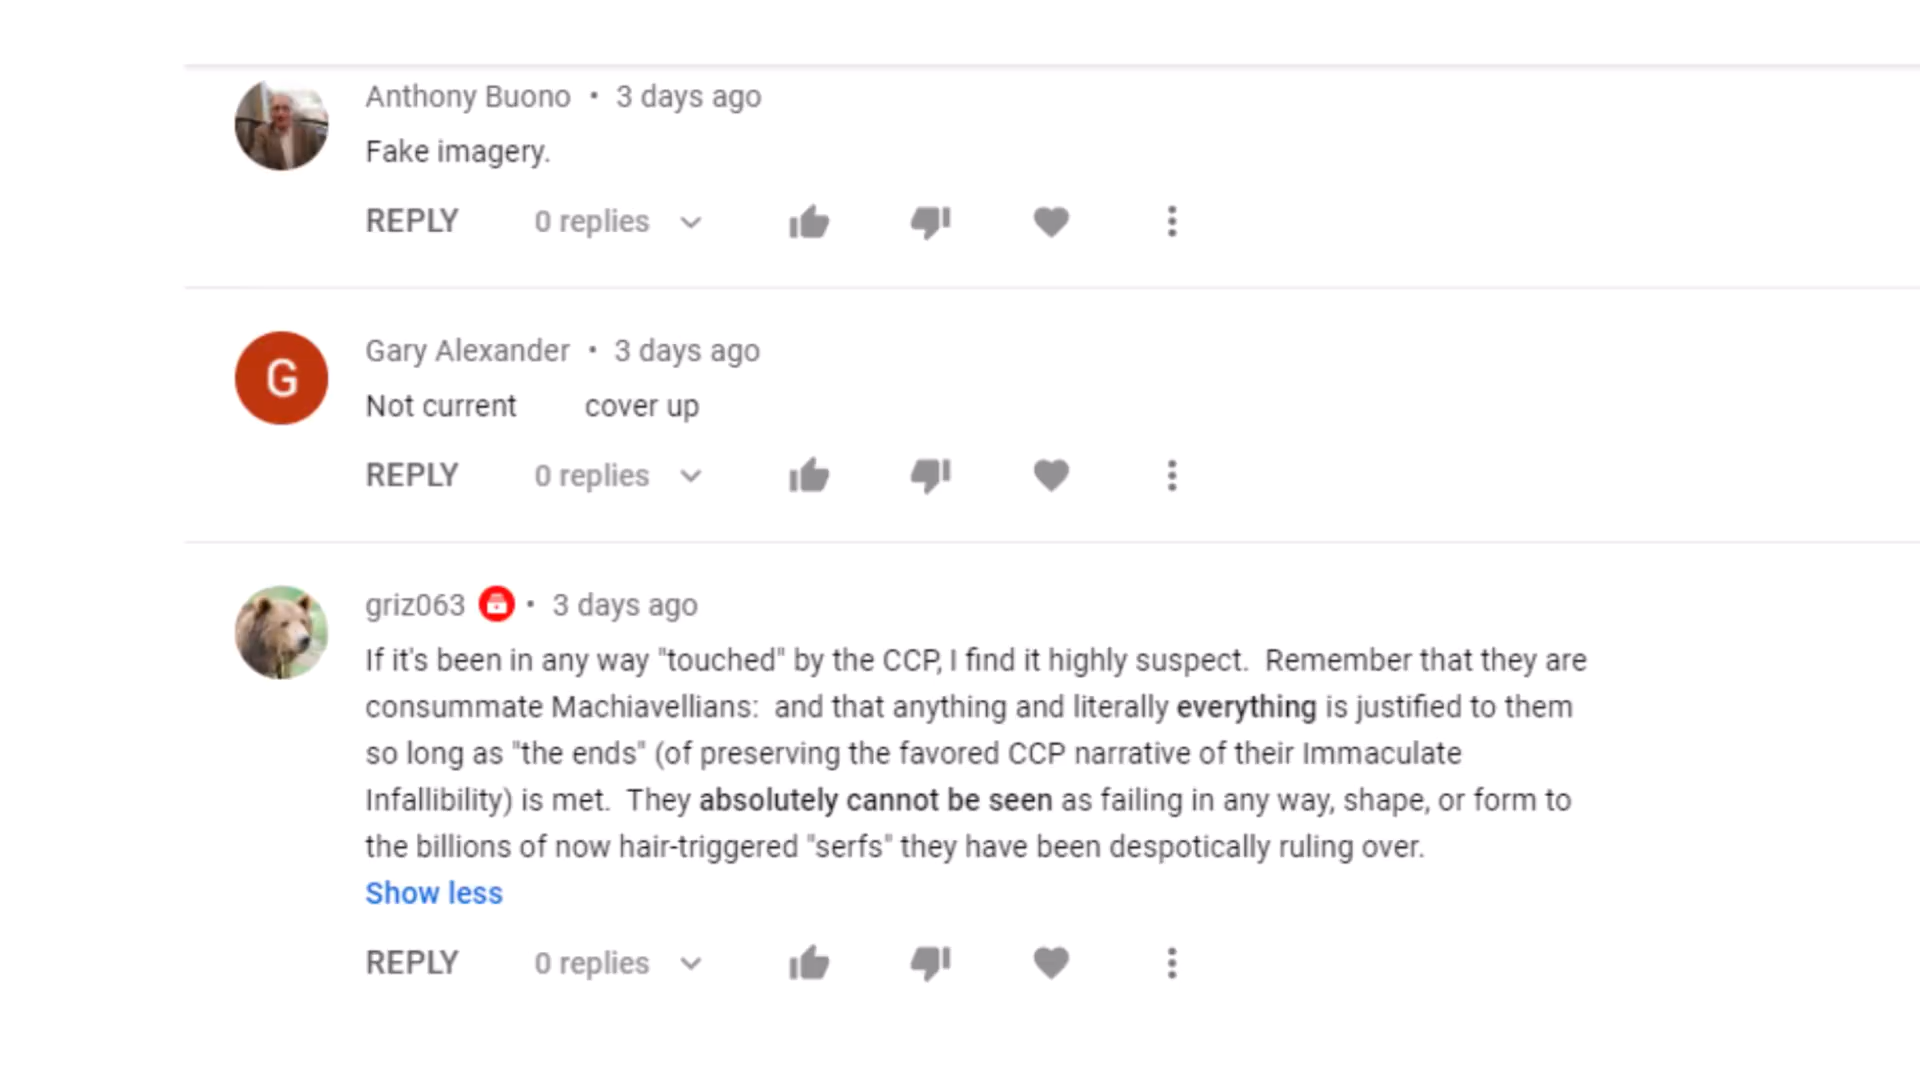 Anthony Buono • 3 days ago
Fake imagery.
REPLY 0 replies
G
Gary Alexander • 3 days ago
Not current cover up
REPLY 0 replies
griz063 • 3 days ago
If it's been in any way "touched" by the CCP, I find it highly suspect. Remember that they are
consummate Machiavellians: and that anything and literally everything is justified to them
so long as "the ends" (of preserving the favored CCP narrative of their Immaculate
Infallibility) is met. They absolutely cannot be seen as failing in any way, shape, or form to
the billions of now hair-triggered "serfs" they have been despotically ruling over.
Show less
REPLY 0 replies